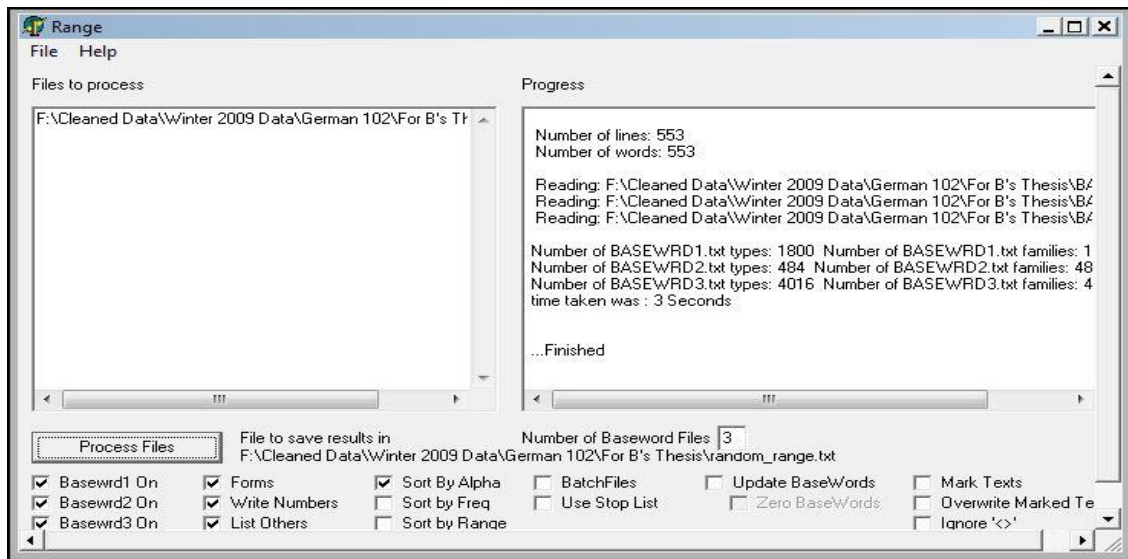 Range
File Help
Files to process
F:\Cleaned Data\Winter 2009 Data\German 102\For B's Th
Progress
Number of lines: 553
Number of words: 553
Reading: F:\Cleaned Data\Winter 2009 Data\German 102\For B's Thesis\BA
Reading: F:\Cleaned Data\Winter 2009 Data\German 102\For B's Thesis\BA
Reading: F:\Cleaned Data\Winter 2009 Data\German 102\For B's Thesis\BA
Number of BASEWRD1.txt types: 1800 Number of BASEWRD1.txt families: 1
Number of BASEWRD2.txt types: 484 Number of BASEWRD2.txt families: 48
Number of BASEWRD3.txt types: 4016 Number of BASEWRD3.txt families: 4
time taken was : 3 Seconds
...Finished
Process Files
File to save results in
F:\Cleaned Data\Winter 2009 Data\German 102\For B's Thesis\random_range.txt
Number of Baseword Files 3
Basewrd1 On Forms Sort By Alpha BatchFiles Update BaseWords Mark Texts
Basewrd2 On Write Numbers Sort by Freq Use Stop List Zero BaseWords Overwrite Marked Te
Basewrd3 On List Others Sort by Range Ignore '<>'